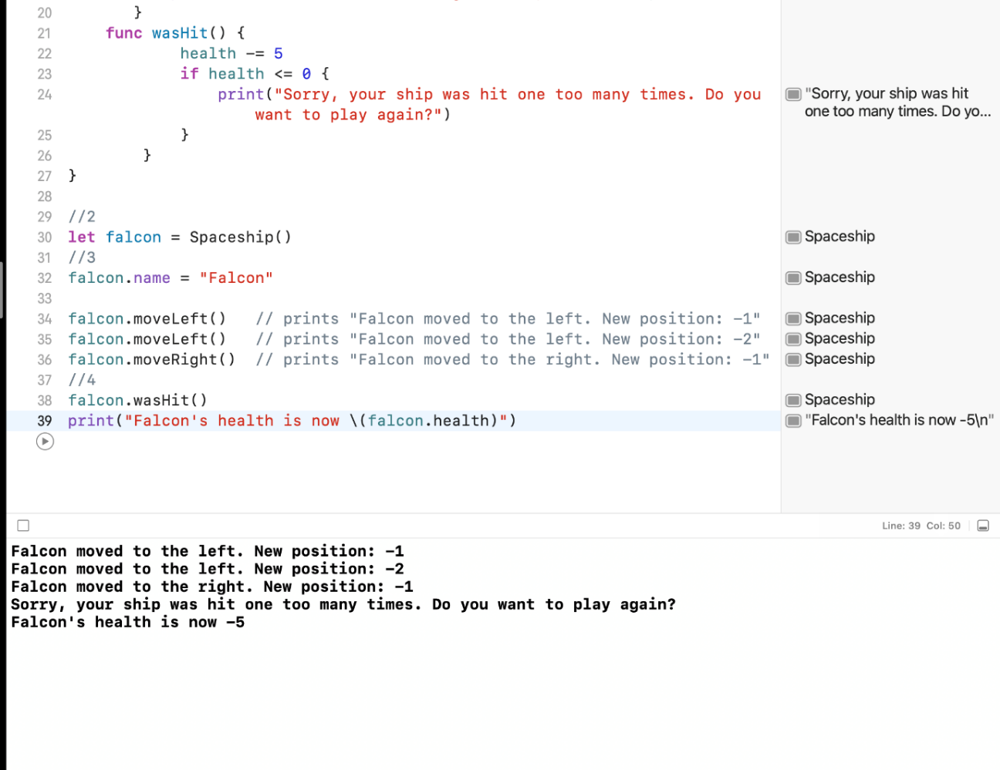 20 }
21 func wasHit() { 
22 health -= 5
23 if health <= 0 {
24 print("Sorry, your ship was hit one too many times. Do you
want to play again?")
"Sorry, your ship was hit
one too many times. Do yo...
25 }
26 }
27 }
28
29 //2
30 let falcon = Spaceship() Spaceship
31 //3
32 falcon.name = "Falcon" Spaceship
33
34 falcon.moveLeft() // prints "Falcon moved to the left. New position: -1" Spaceship
35 falcon.moveLeft() // prints "Falcon moved to the left. New position: -2" Spaceship
36 falcon.moveRight() // prints "Falcon moved to the right. New position: -1" Spaceship
37 //4
38 falcon.wasHit() Spaceship
39 print("Falcon's health is now \(falcon.health)") "Falcon's health is now -5\n"
Line: 39 Col: 50
Falcon moved to the left. New position: -1
Falcon moved to the left. New position: -2
Falcon moved to the right. New position: -1
Sorry, your ship was hit one too many times. Do you want to play again?
Falcon's health is now -5